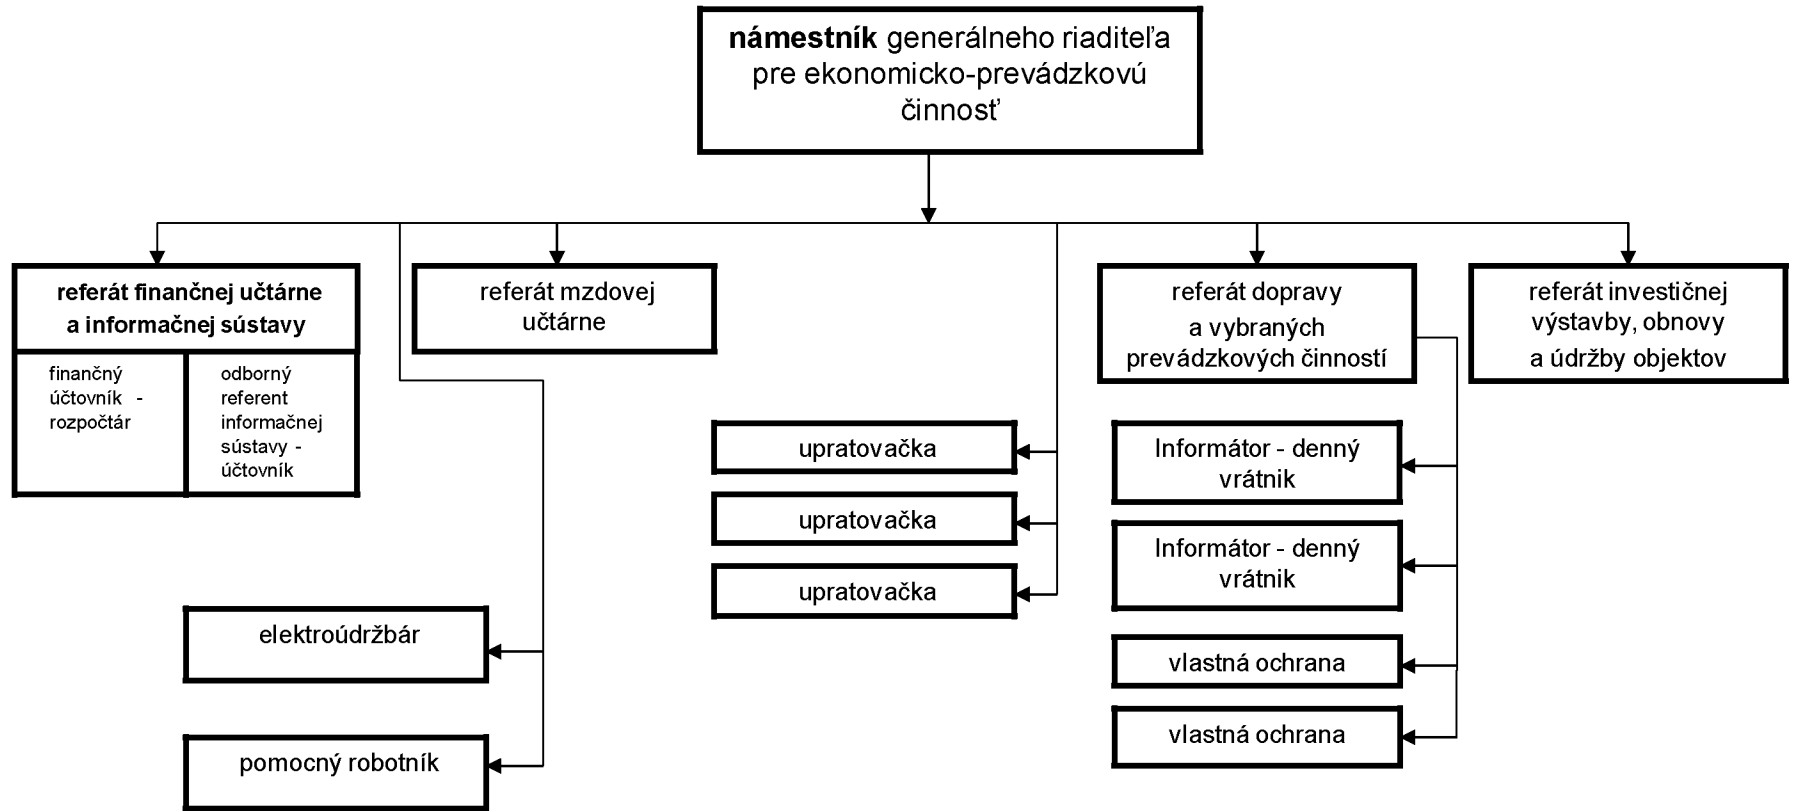 námestník generálneho riaditeľa
pre ekonomicko-prevádzkovú
činnosť
referát finančnej učtárne
a informačnej sústavy
finančný
účtovník -
rozpočtár
odborný
referent
informačnej
sústavy -
účtovník
referát mzdovej
učtárne
referát dopravy
a vybraných
prevádzkových činností
referát investičnej
výstavby, obnovy
a údržby objektov
upratovačka
upratovačka
upratovačka
Informátor - denný
vrátnik
Informátor - denný
vrátnik
vlastná ochrana
vlastná ochrana
elektroúdržbár
pomocný robotník